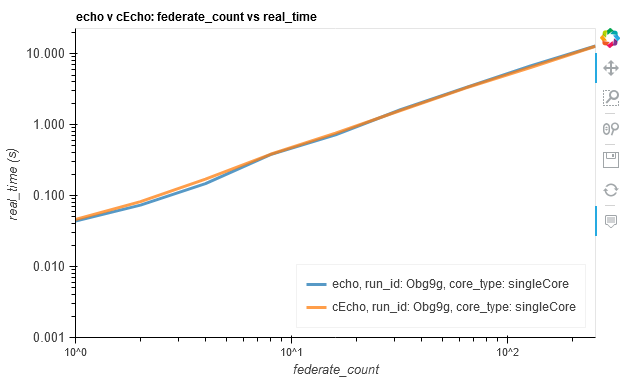 echo v cEcho: federate_count vs real_time
10.000
1.000
0.100
0.010
0.001
real_time (s)
echo, run_id: Obg9g, core_type: singleCore
cEcho, run_id: Obg9g, core_type: singleCore
10^0
10^1
10^2
federate_count